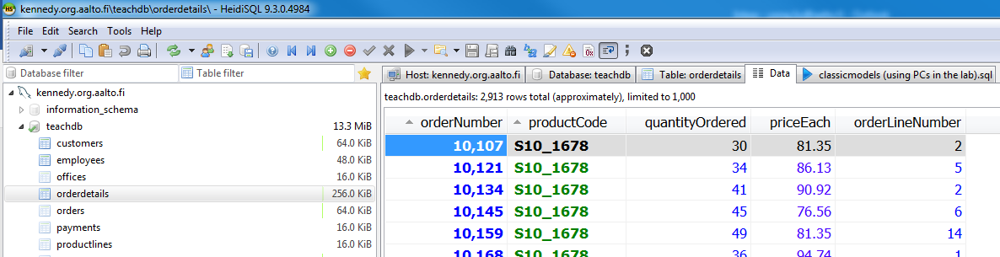 kennedy.org.aalto.fi\teachdb\orderdetails\ - HeidiSQL 9.3.0.4984
File Edit Search Tools Help
Database filter Table filter
kennedy.org.aalto.fi
information_schema
teachdb 13.3 MiB
customers 64.0 KiB
employees 48.0 KiB
offices 16.0 KiB
orderdetails 256.0 KiB
orders 64.0 KiB
payments 16.0 KiB
productlines 16.0 KiB
Host: kennedy.org.aalto.fi Database: teachdb Table: orderdetails Data classicmodels (using PCs in the lab).sql
teachdb.orderdetails: 2,913 rows total (approximately), limited to 1,000
orderNumber productCode quantityOrdered priceEach orderLineNumber
10,107 S10_1678 30 81.35 2
10,121 S10_1678 34 86.13 5
10,134 S10_1678 41 90.92 2
10,145 S10_1678 45 76.56 6
10,159 S10_1678 49 81.35 14
10,168 S10_1678 36 94.74 1